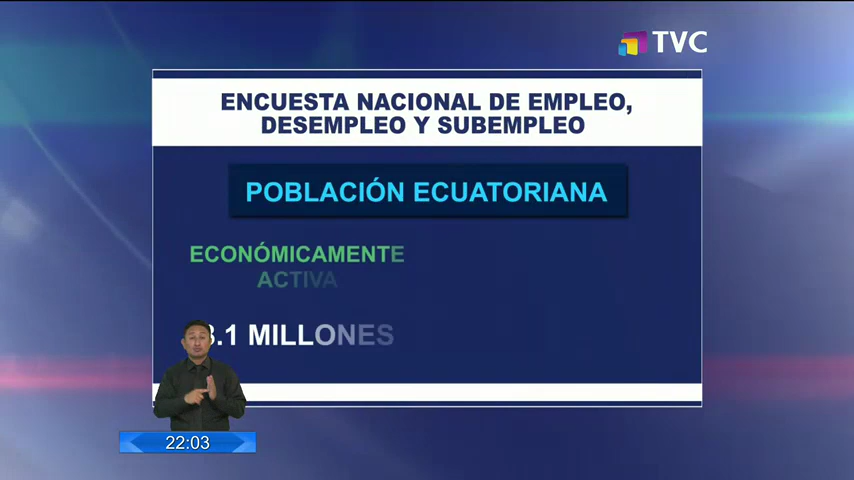 TVC
ENCUESTA NACIONAL DE EMPLEO,
DESEMPLEO Y SUBEMPLEO
POBLACIÓN ECUATORIANA
ECONÓMICAMENTE
ACTIVA
.1 MILLONES
22:03